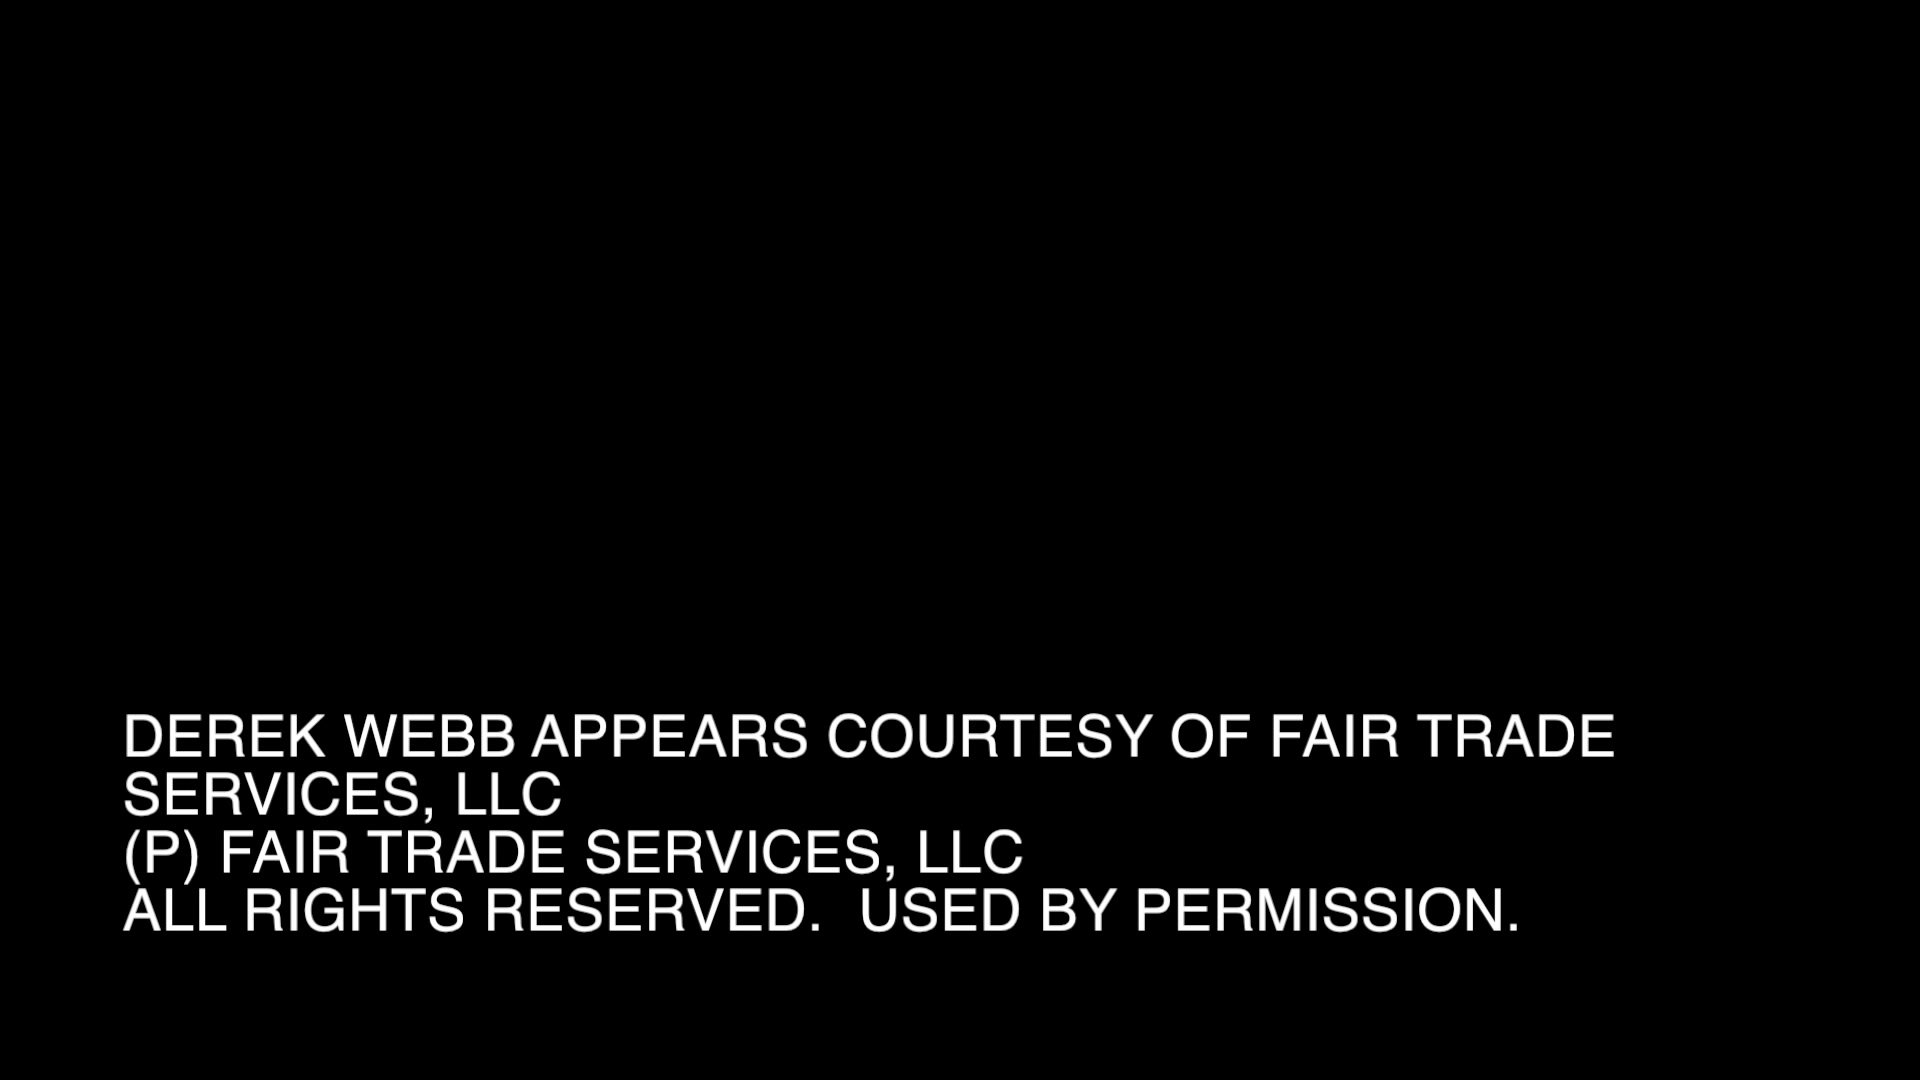 DEREK WEBB APPEARS COURTESY OF FAIR TRADE
SERVICES, LLC
(P) FAIR TRADE SERVICES, LLC
ALL RIGHTS RESERVED.  USED BY PERMISSION.